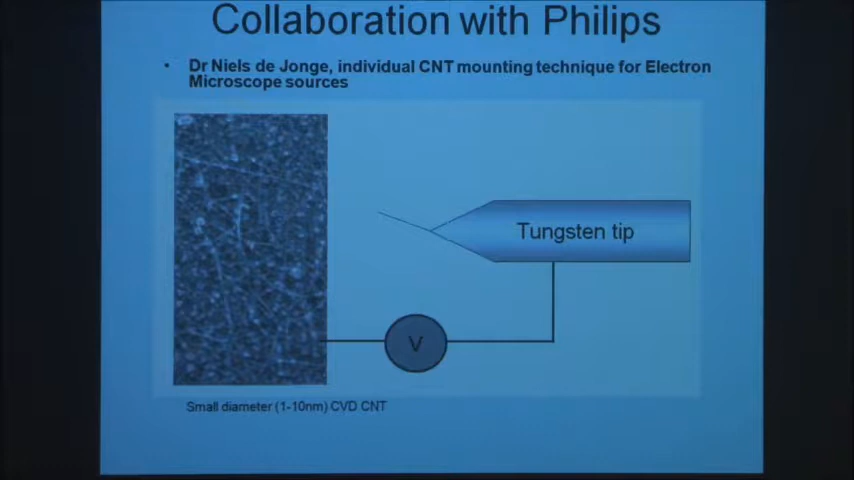 Collaboration with Philips
• Dr Niels de Jonge, individual CNT mounting technique for Electron
Microscope sources
Tungsten tip
V
Small diameter (1-10nm) CVD CNT